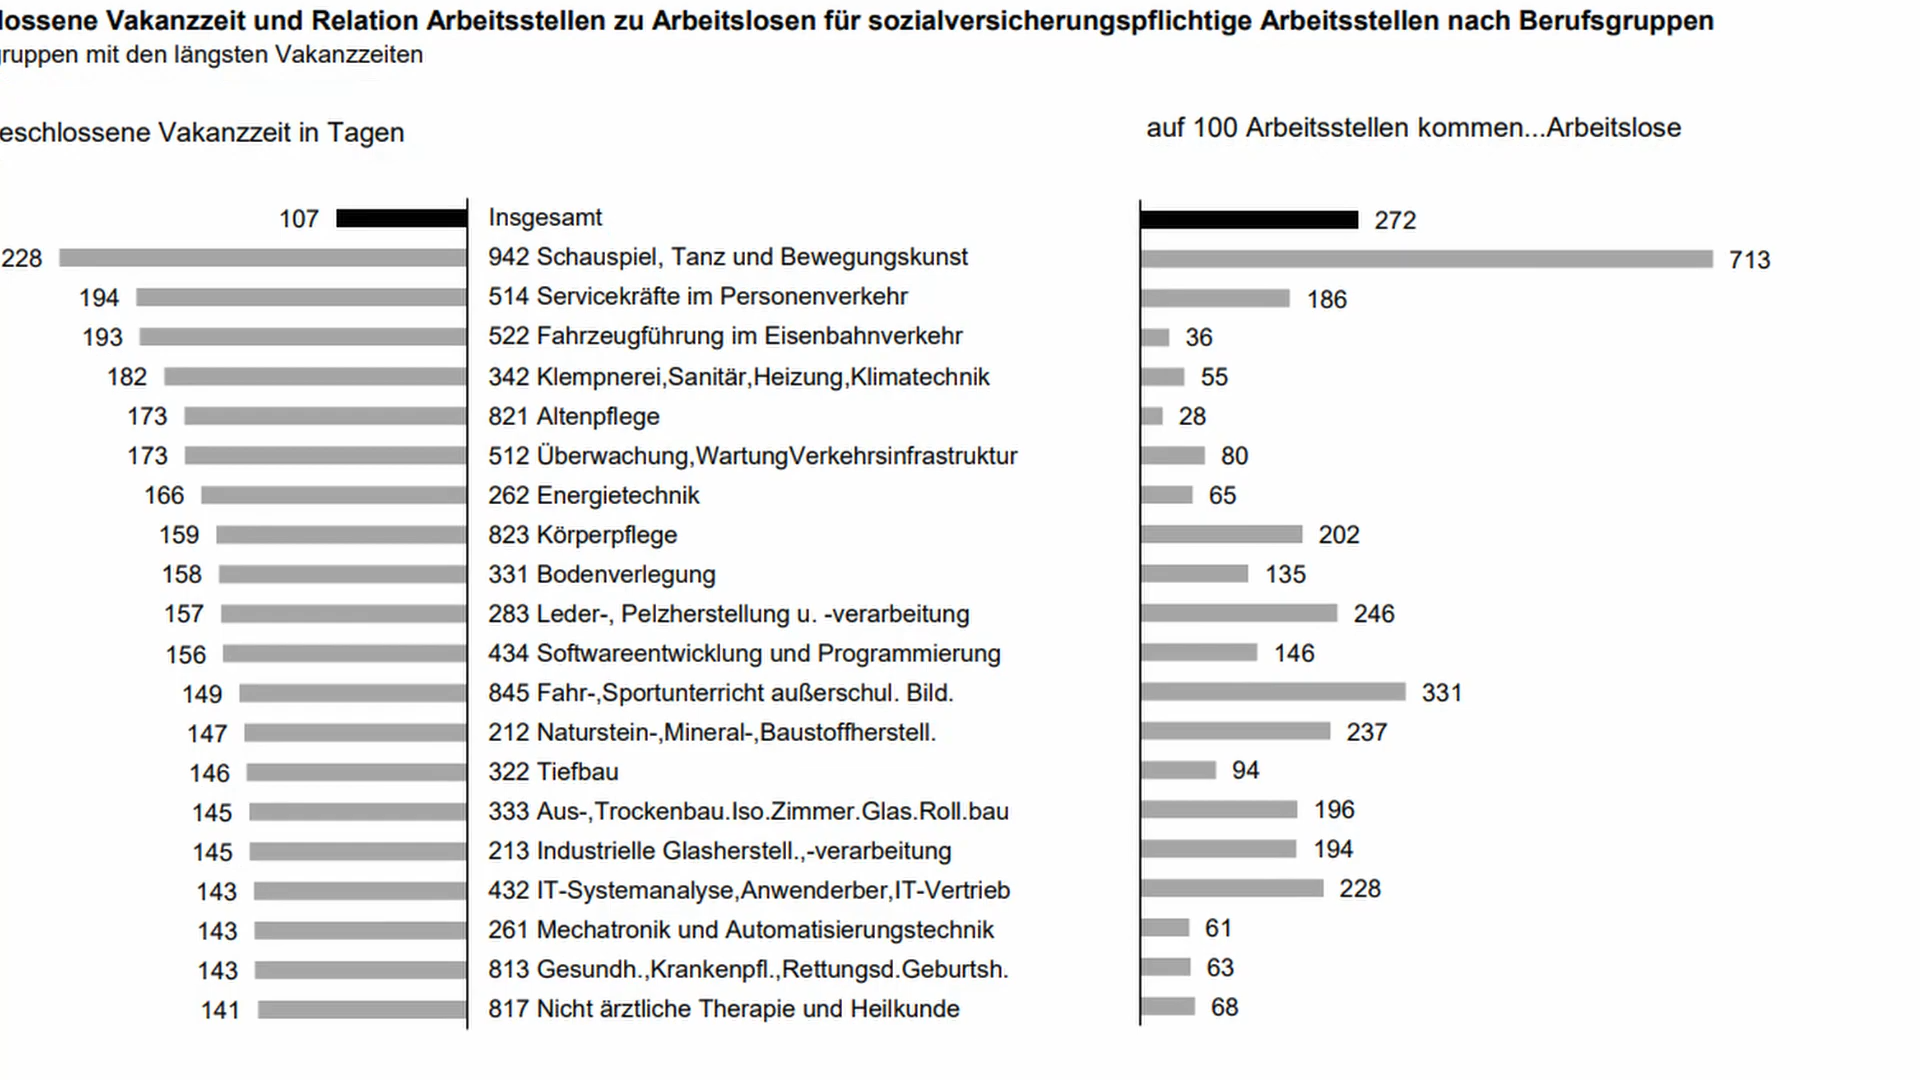 lossene Vakanzzeit und Relation Arbeitsstellen zu Arbeitslosen für sozialversicherungspflichtige Arbeitsstellen nach Berufsgruppen
gruppen mit den längsten Vakanzzeiten
eschlossene Vakanzzeit in Tagen
auf 100 Arbeitsstellen kommen...Arbeitslose
107 Insgesamt 272
228 942 Schauspiel, Tanz und Bewegungskunst 713
194 514 Servicekräfte im Personenverkehr 186
193 522 Fahrzeugführung im Eisenbahnverkehr 36
182 342 Klempnerei,Sanitär,Heizung,Klimatechnik 55
173 821 Altenpflege 28
173 512 Überwachung,WartungVerkehrsinfrastruktur 80
166 262 Energietechnik 65
159 823 Körperpflege 202
158 331 Bodenverlegung 135
157 283 Leder-, Pelzherstellung u. -verarbeitung 246
156 434 Softwareentwicklung und Programmierung 146
149 845 Fahr-,Sportunterricht außerschul. Bild. 331
147 212 Naturstein-,Mineral-,Baustoffherstell. 237
146 322 Tiefbau 94
145 333 Aus-,Trockenbau.Iso.Zimmer.Glas.Roll.bau 196
145 213 Industrielle Glasherstell.,-verarbeitung 194
143 432 IT-Systemanalyse,Anwenderber,IT-Vertrieb 228
143 261 Mechatronik und Automatisierungstechnik 61
143 813 Gesundh.,Krankenpfl.,Rettungsd.Geburtsh. 63
141 817 Nicht ärztliche Therapie und Heilkunde 68